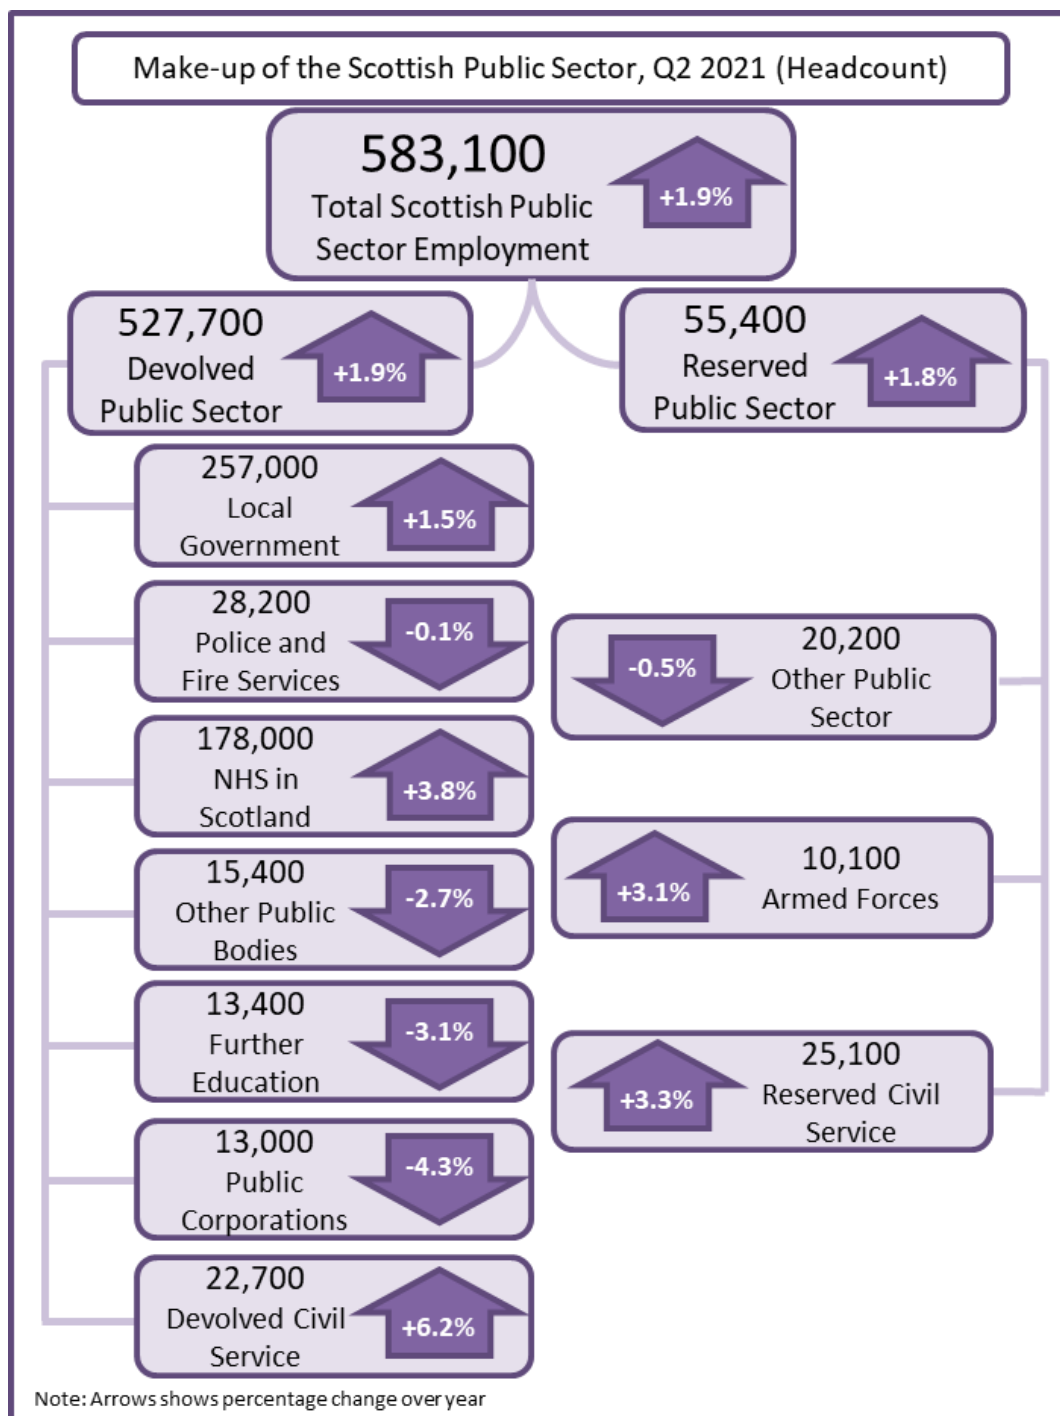 Make-up of the Scottish Public Sector, Q2 2021 (Headcount)
583,100
Total Scottish Public
Sector Employment
+1.9%
527,700
Devolved
Public Sector
+1.9%
55,400
Reserved
Public Sector
+1.8%
257,000
Local
Government
+1.5%
28,200
Police and
Fire Services
-0.1%
178,000
NHS in
Scotland
+3.8%
15,400
Other Public
Bodies
-2.7%
13,400
Further
Education
-3.1%
13,000
Public
Corporations
-4.3%
22,700
Devolved Civil
Service
+6.2%
-0.5%
20,200
Other Public
Sector
+3.1%
10,100
Armed Forces
+3.3%
25,100
Reserved Civil
Service
Note: Arrows shows percentage change over year